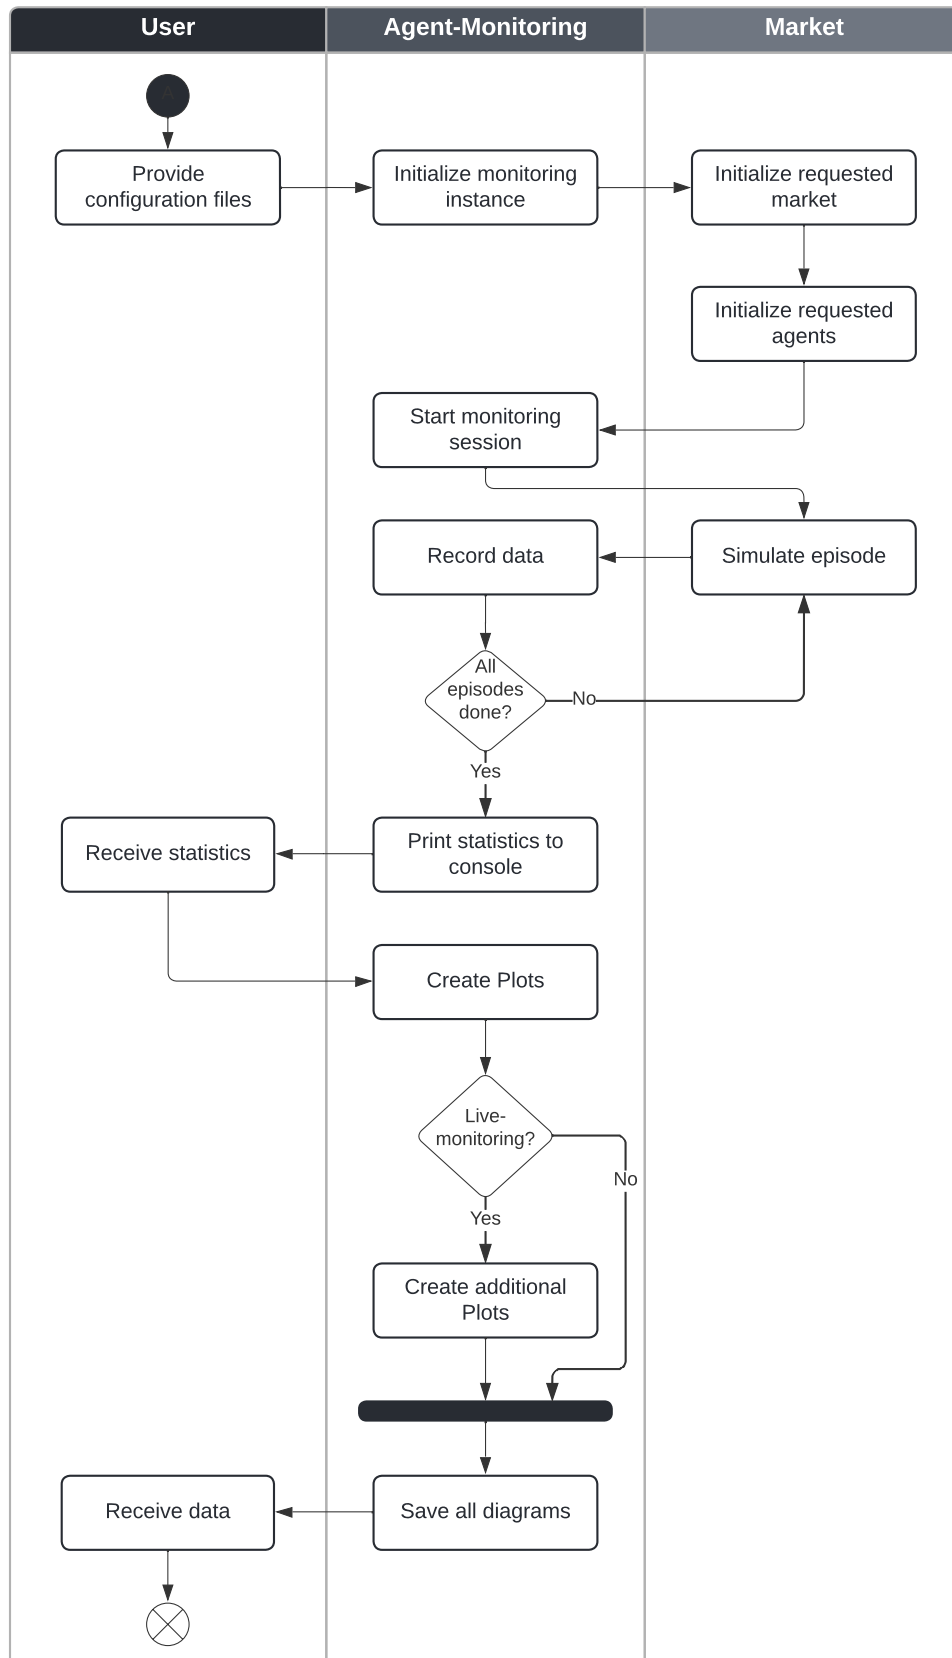 User
Agent-Monitoring
Market
Provide
configuration files
Initialize monitoring
instance
Initialize requested
market
Initialize requested
agents
Start monitoring
session
Record data
Simulate episode
All
episodes
done?
No
Yes
Receive statistics
Print statistics to
console
Create Plots
Live-
monitoring?
No
Yes
Create additional
Plots
Receive data
Save all diagrams